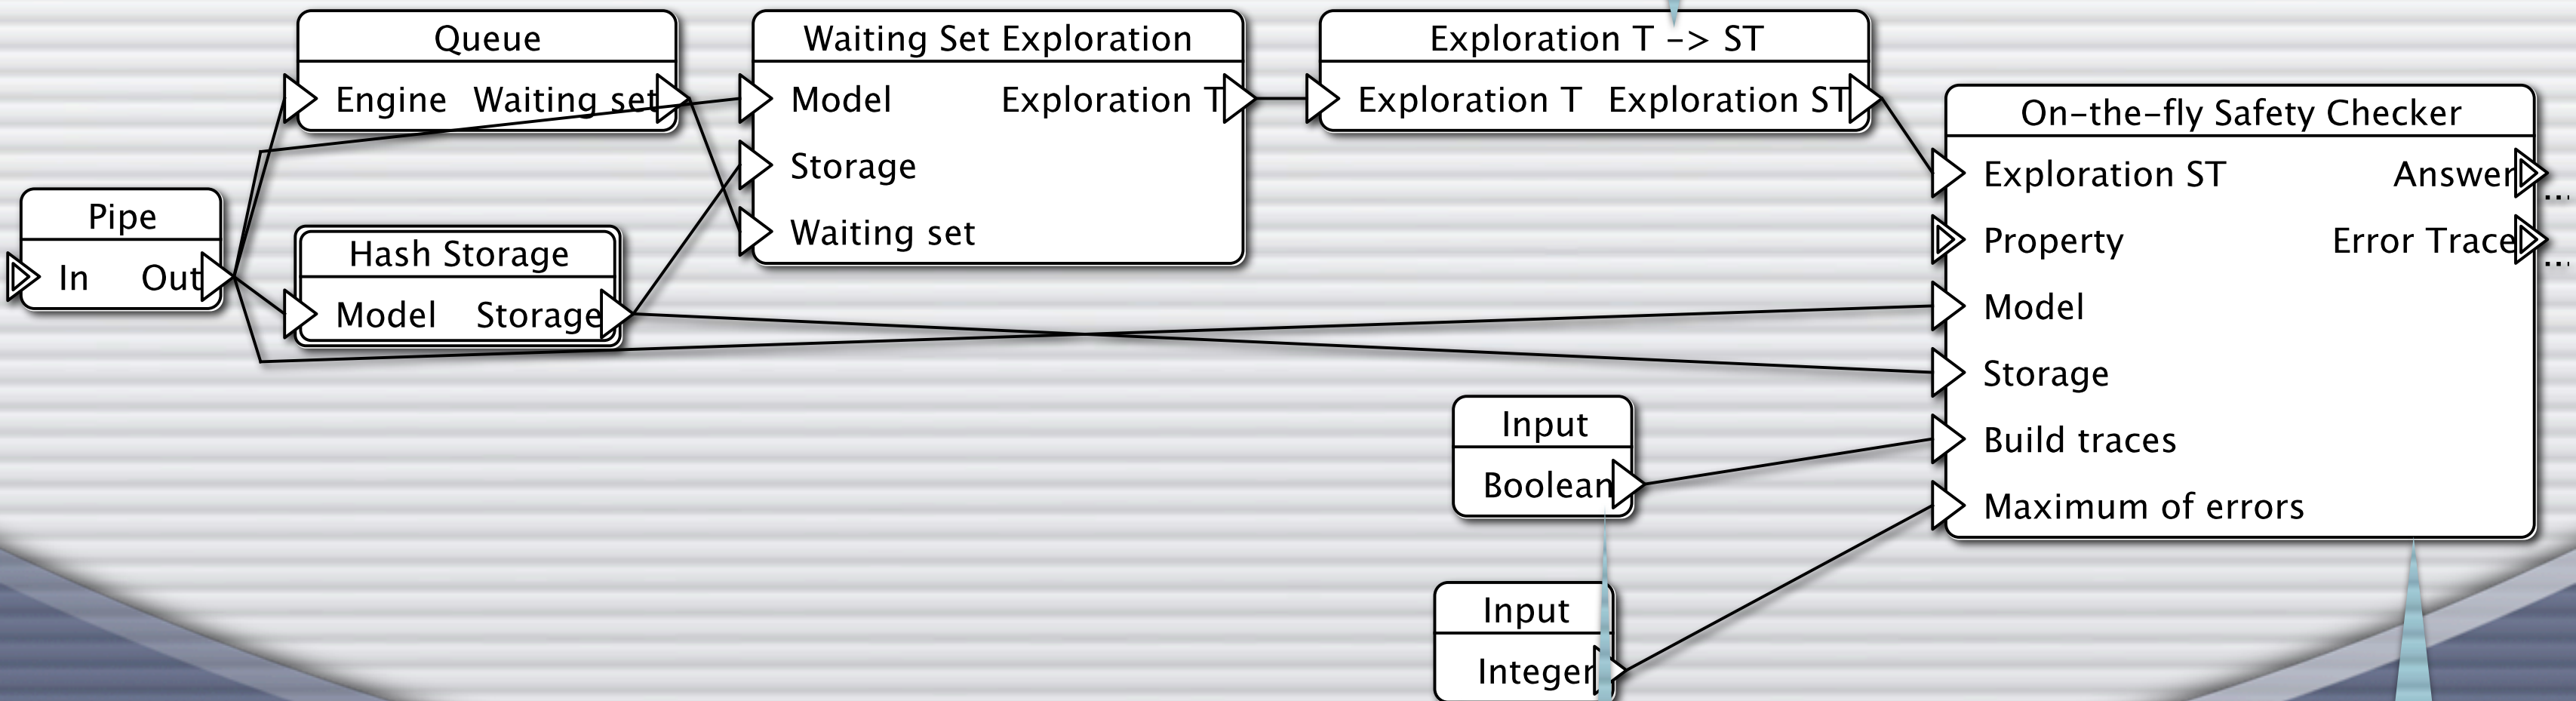 Queue
Engine Waiting set
Waiting Set Exploration
Model Exploration T
Storage
Waiting set
Exploration T -> ST
Exploration T Exploration ST
On-the-fly Safety Checker
Exploration ST Answer
...
Property Error Trace
...
Model
Storage
Build traces
Maximum of errors
Pipe
In Out
Hash Storage
Model Storage
Input
Boolean
Input
Integer